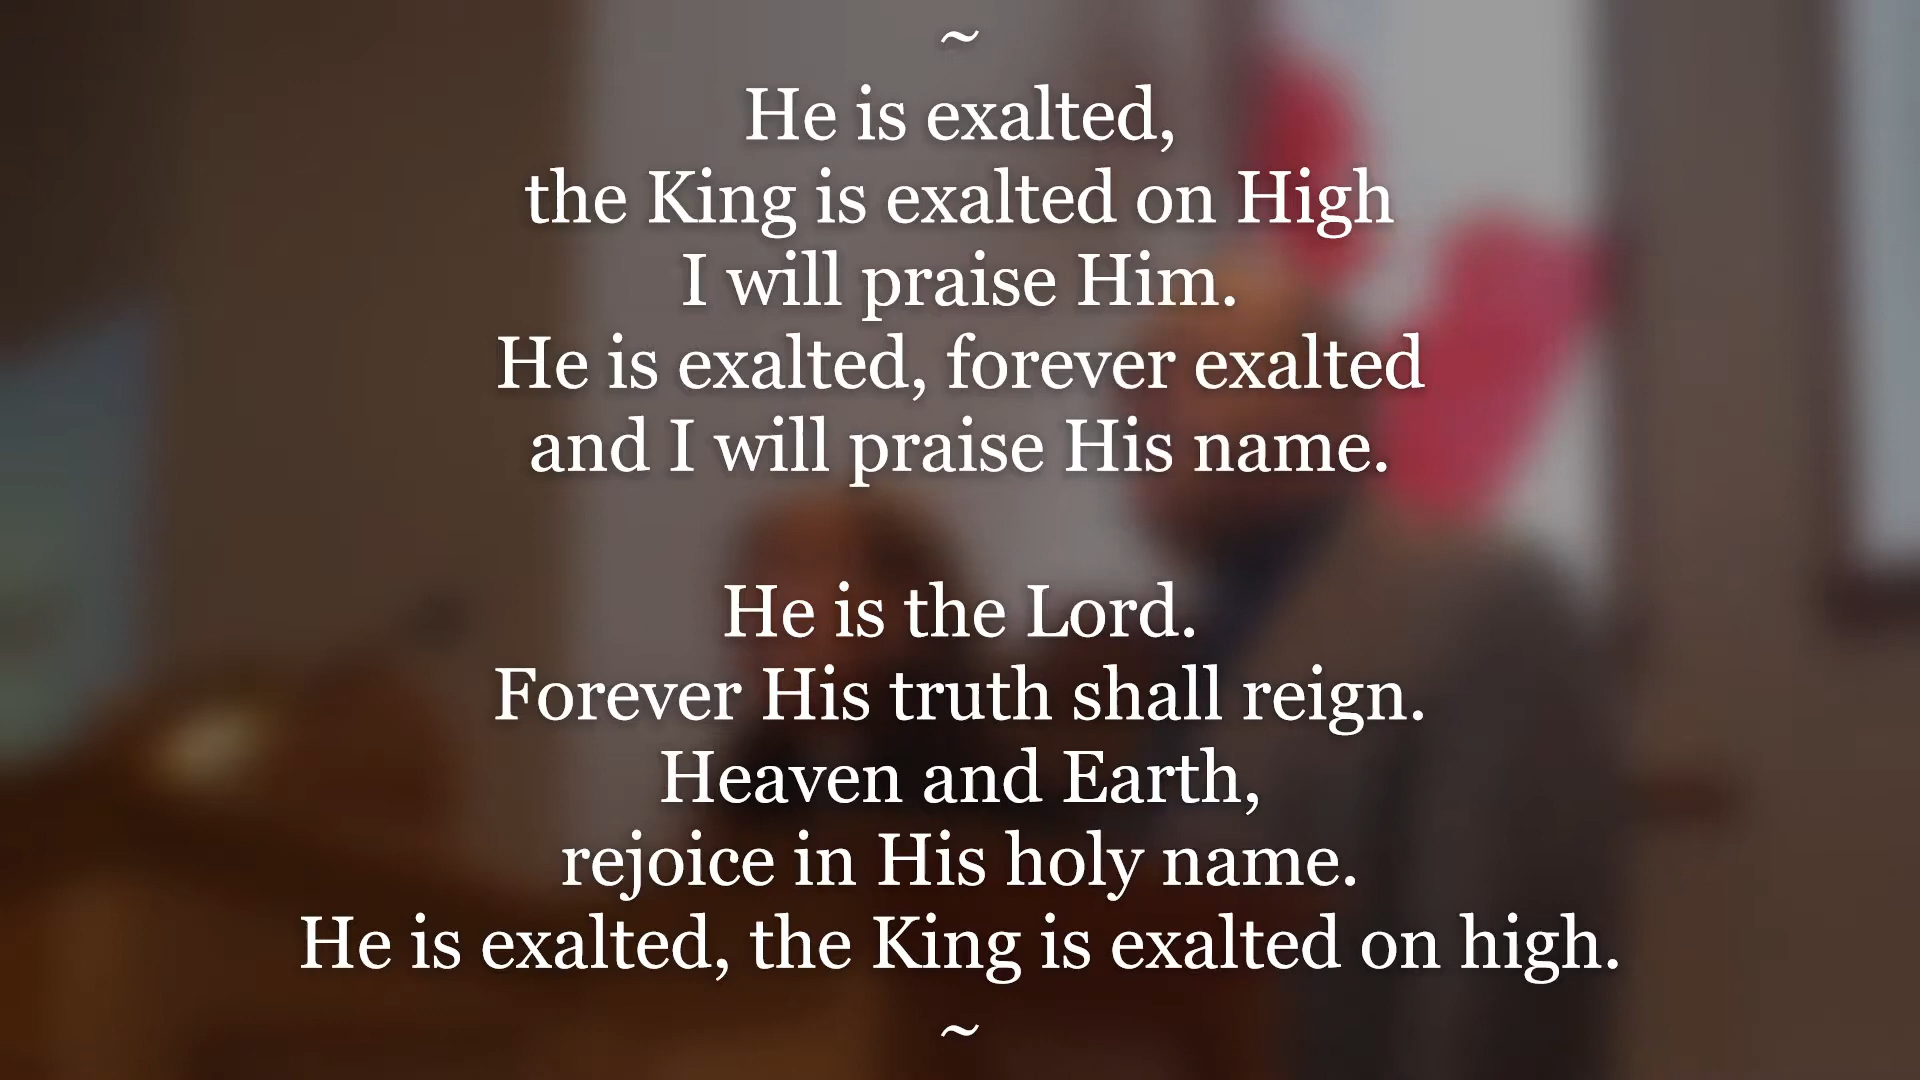 ~
He is exalted,
the King is exalted on High
I will praise Him.
He is exalted, forever exalted
and I will praise His name.
He is the Lord.
Forever His truth shall reign.
Heaven and Earth,
rejoice in His holy name.
He is exalted, the King is exalted on high.
~